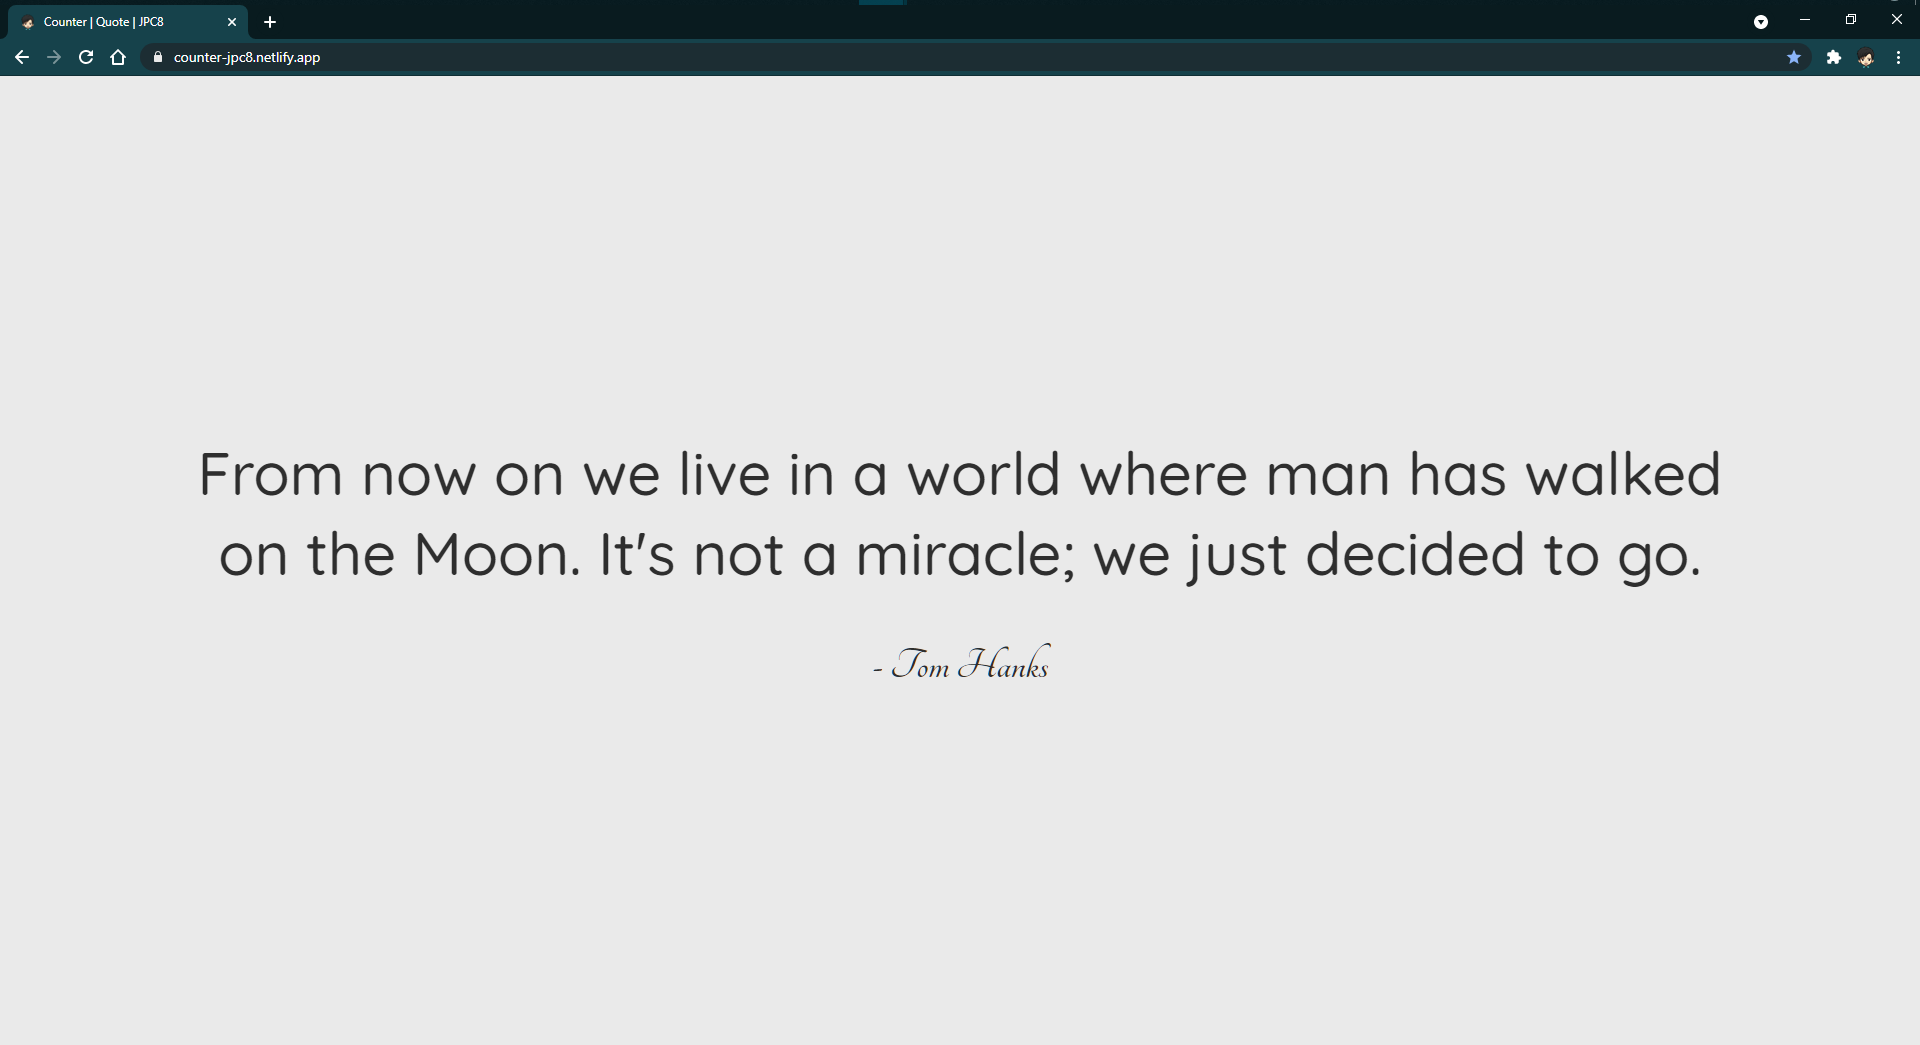 Counter | Quote | JPC8
counter-jpc8.netlify.app
From now on we live in a world where man has walked
on the Moon. It's not a miracle; we just decided to go.
- Tom Hanks